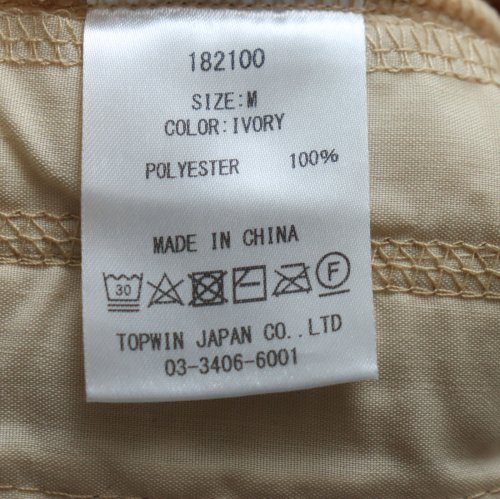 182100
SIZE:M
COLOR:IVORY
POLYESTER 100%
MADE IN CHINA
30 F
TOPWIN JAPAN CO..LTD
03-3406-6001